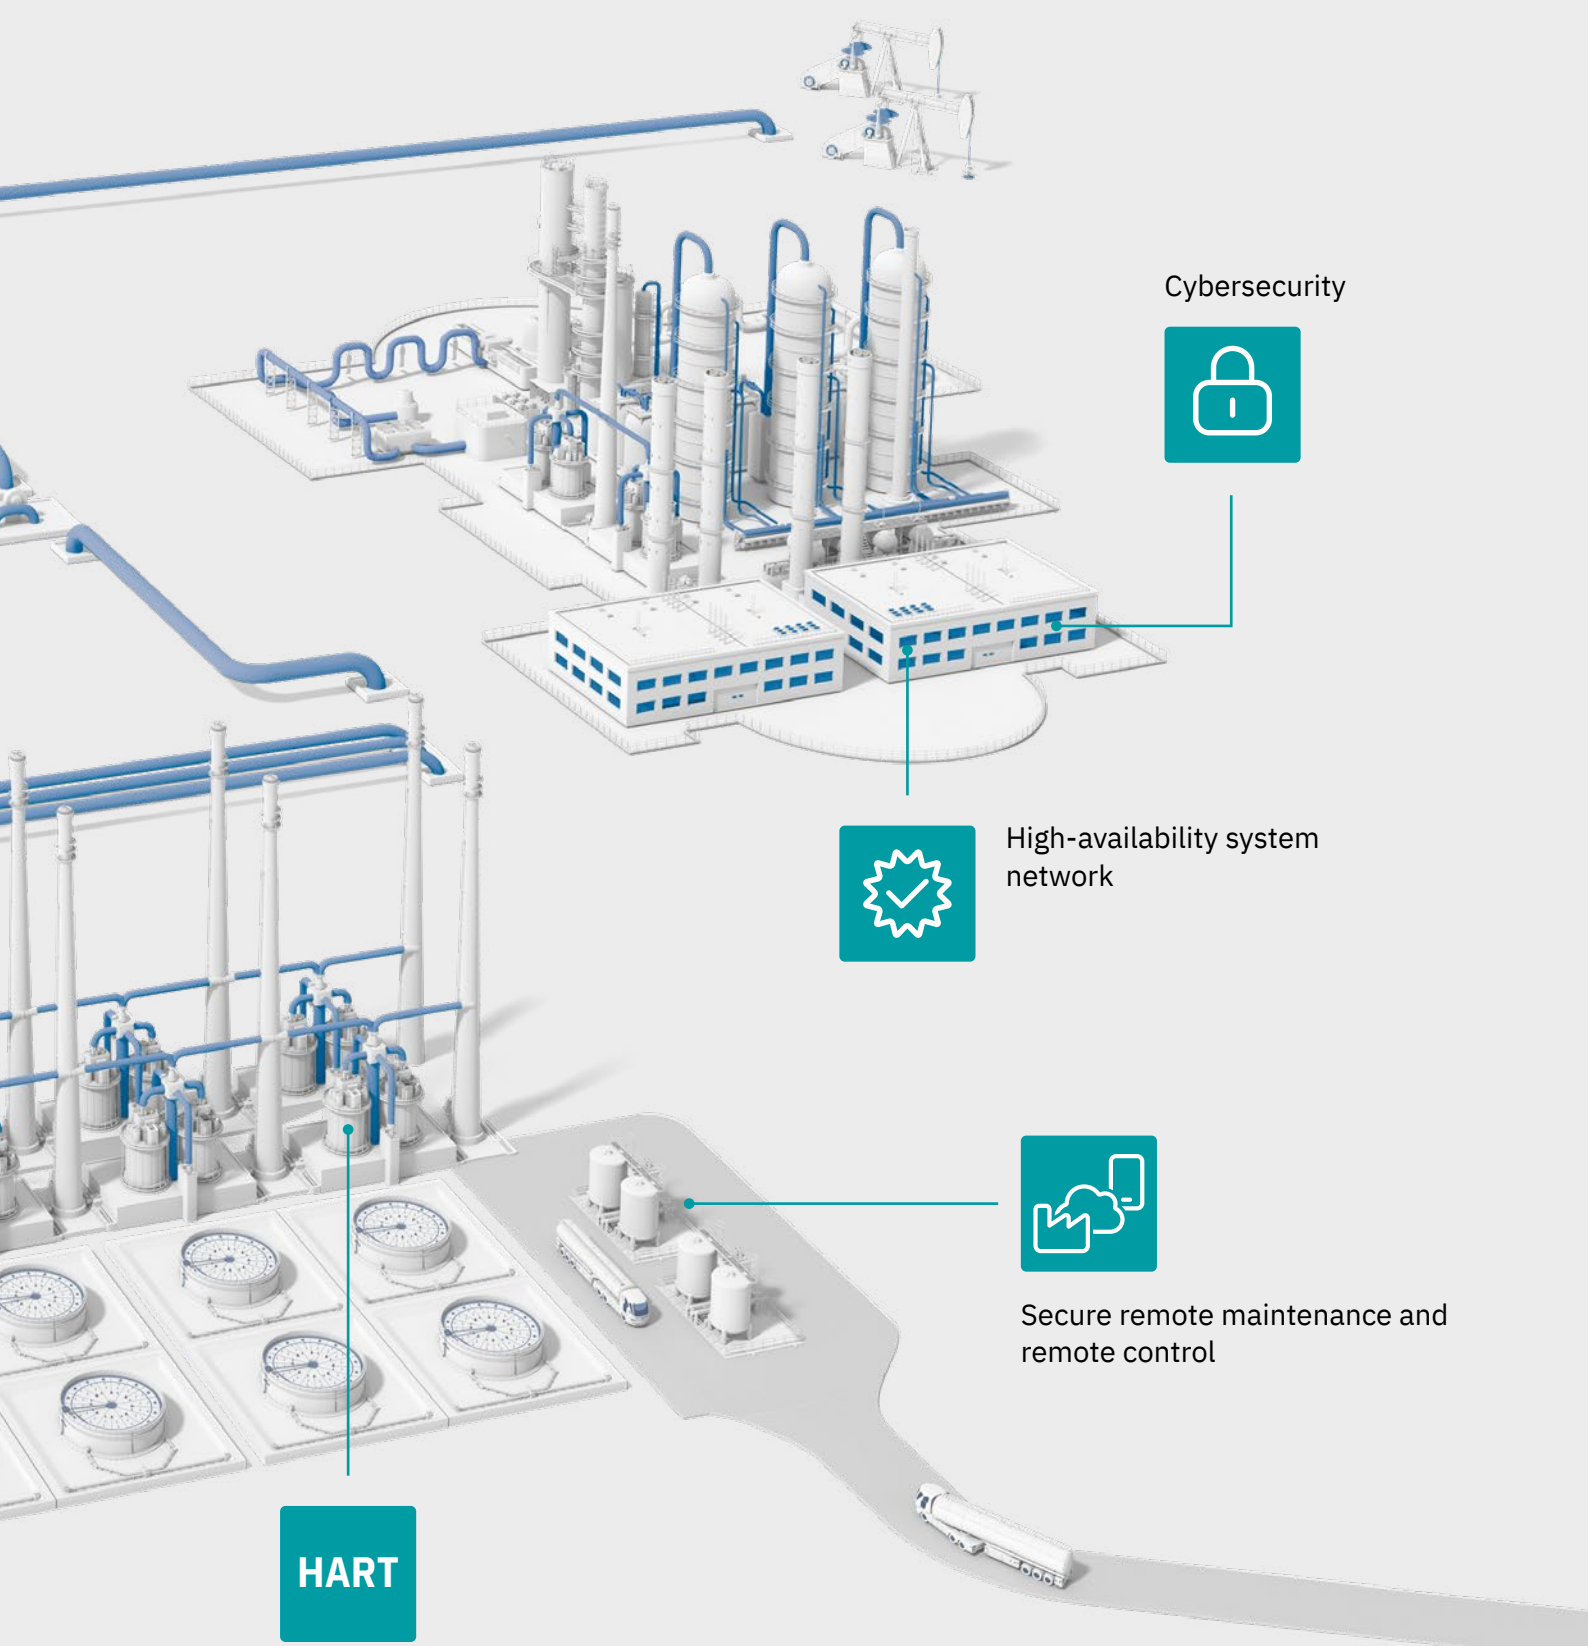 Cybersecurity
High-availability system
network
Secure remote maintenance and
remote control
HART